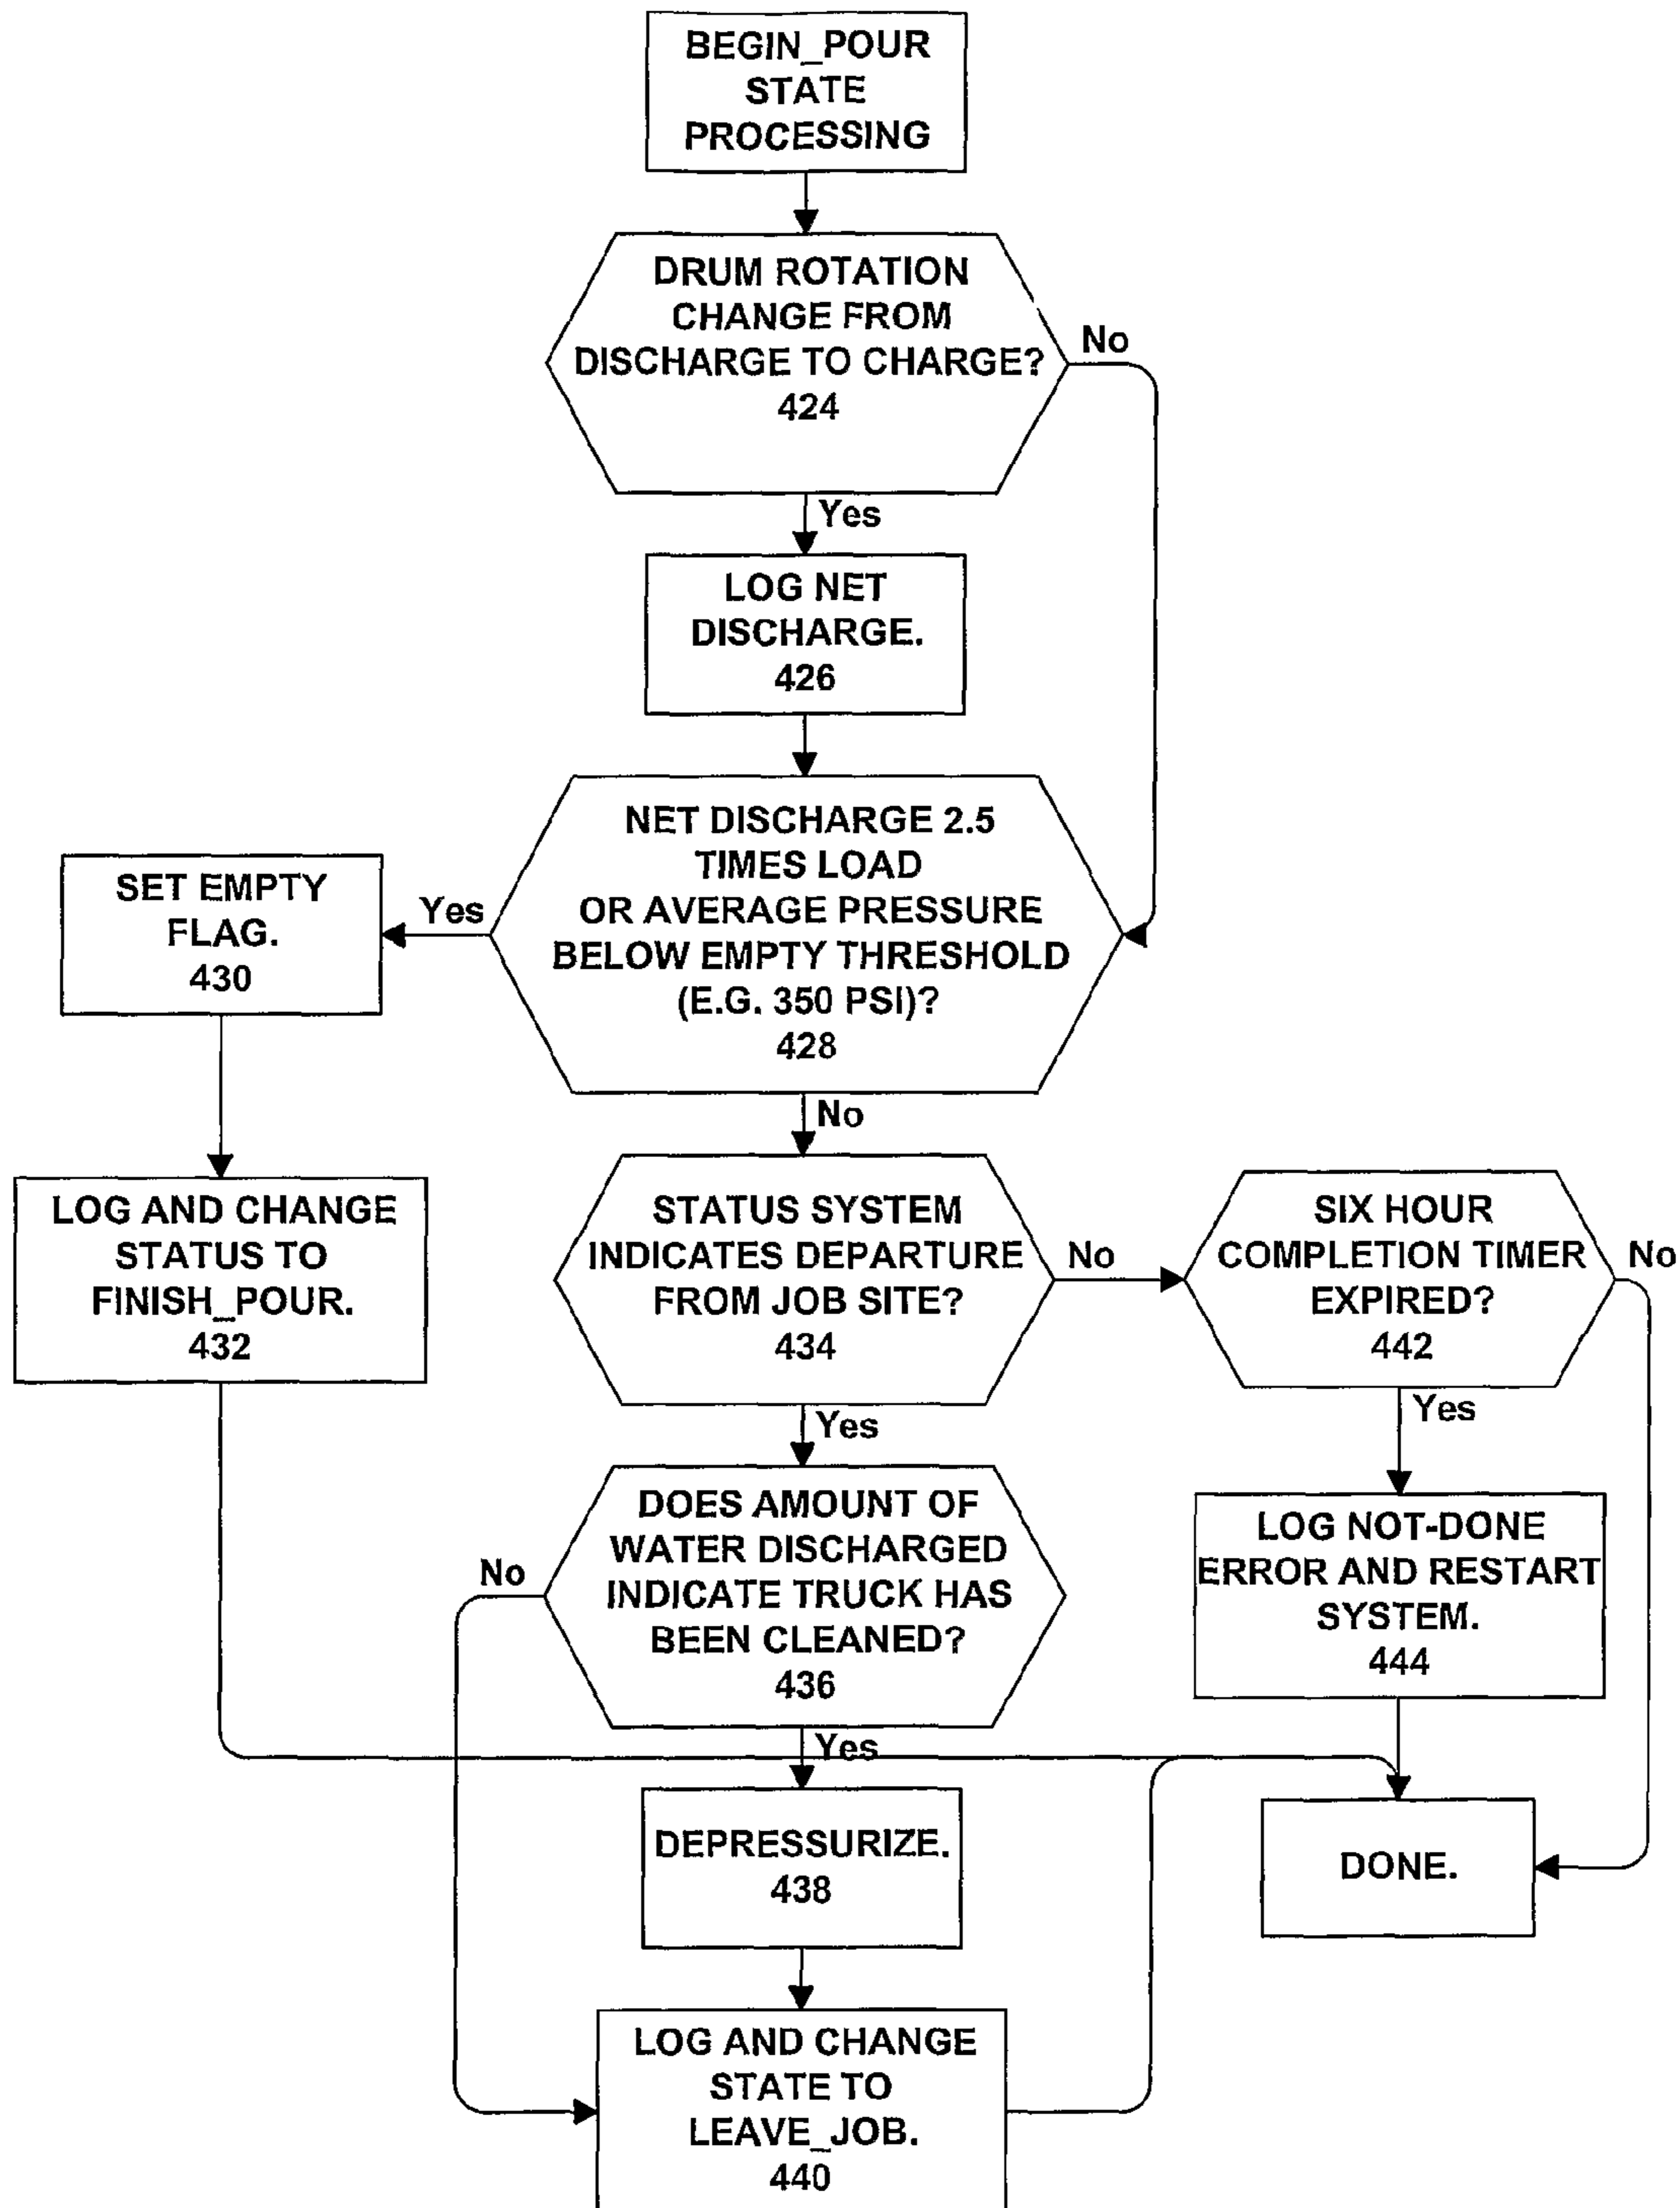 BEGIN_POUR
STATE
PROCESSING
DRUM ROTATION
CHANGE FROM
DISCHARGE TO CHARGE?
424
No
Yes
LOG NET
DISCHARGE.
426
NET DISCHARGE 2.5
TIMES LOAD
OR AVERAGE PRESSURE
BELOW EMPTY THRESHOLD
(E.G. 350 PSI)?
428
Yes
SET EMPTY
FLAG.
430
No
LOG AND CHANGE
STATUS TO
FINISH_POUR.
432
STATUS SYSTEM
INDICATES DEPARTURE
FROM JOB SITE?
434
No
SIX HOUR
COMPLETION TIMER
EXPIRED?
442
No
Yes
Yes
DOES AMOUNT OF
WATER DISCHARGED
INDICATE TRUCK HAS
BEEN CLEANED?
436
No
LOG NOT-DONE
ERROR AND RESTART
SYSTEM.
444
Yes
DEPRESSURIZE.
438
DONE.
LOG AND CHANGE
STATE TO
LEAVE_JOB.
440